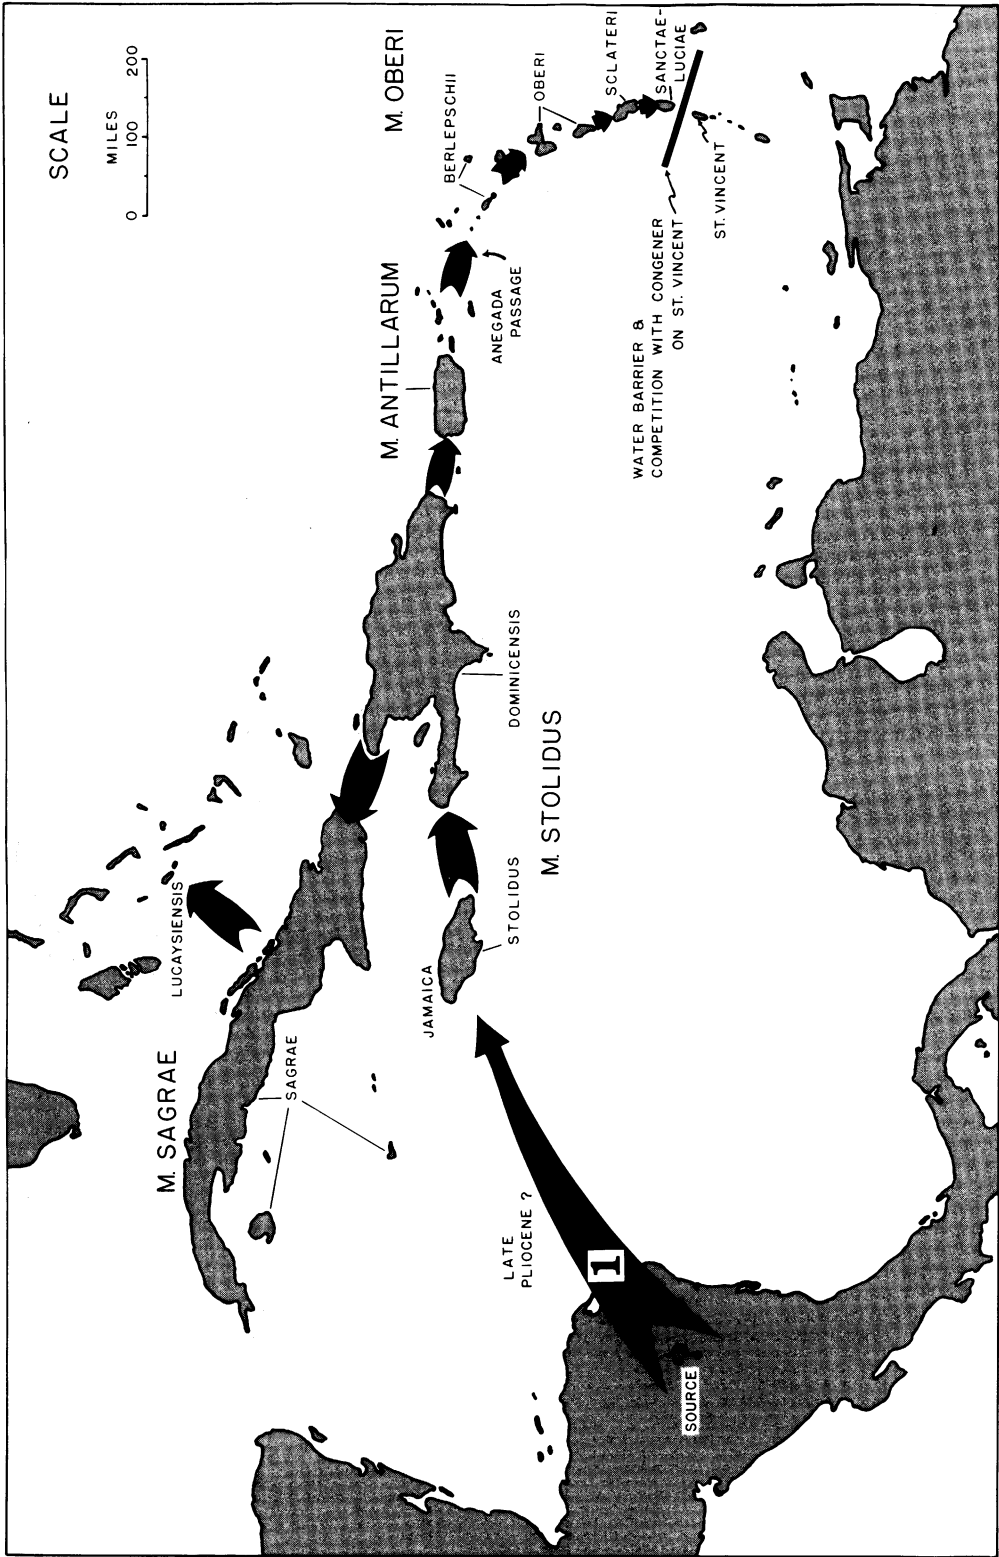 SCALE
MILES
0 100 200
M. OBERI
BERLEPSCHII
OBERI
SCLATERI
SANCTAE-
LUCIAE
ST. VINCENT
WATER BARRIER &
COMPETITION WITH CONGENER
ON ST. VINCENT
ANEGADA
PASSAGE
M. ANTILLARUM
DOMINICENSIS
M. STOLIDUS
STOLIDUS
JAMAICA
LUCAYSIENSIS
M. SAGRAE
SAGRAE
LATE
PLIOCENE ?
1
SOURCE